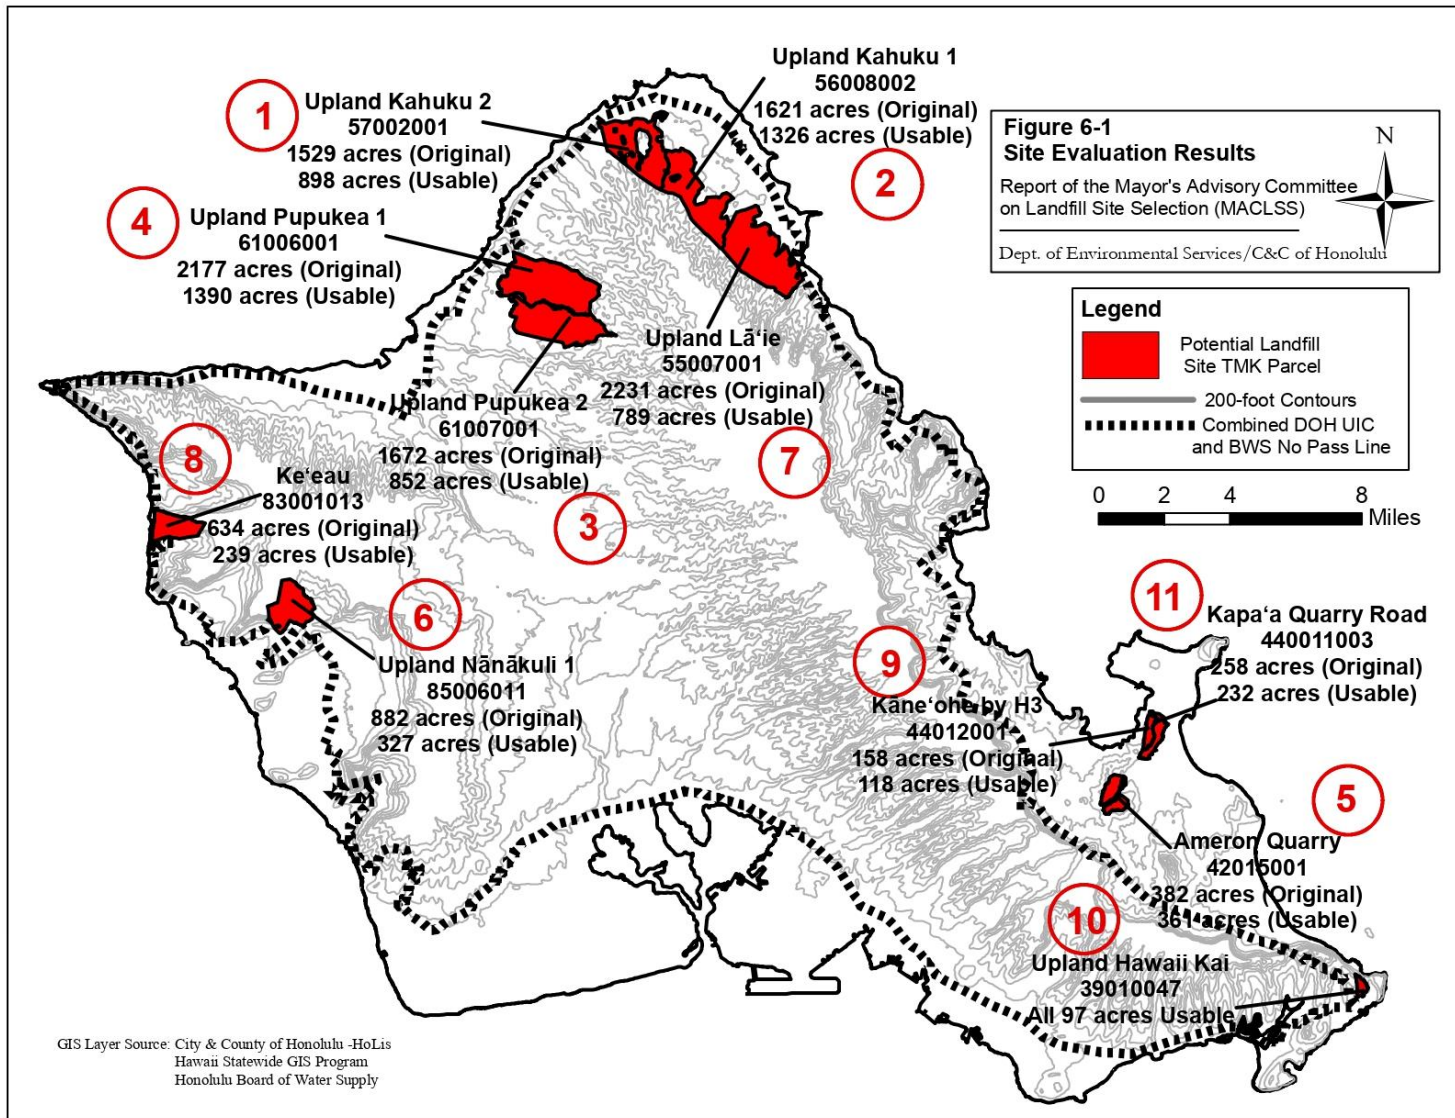 Upland Kahuku 1
56008002
1621 acres (Original)
1326 acres (Usable)
2
1
Upland Kahuku 2
57002001
1529 acres (Original)
898 acres (Usable)
4
Upland Pupukea 1
61006001
2177 acres (Original)
1390 acres (Usable)
Figure 6-1
Site Evaluation Results
Report of the Mayor's Advisory Committee
on Landfill Site Selection (MACLSS)
Dept. of Environmental Services/C&C of Honolulu
N
Legend
Potential Landfill
Site TMK Parcel
200-foot Contours
Combined DOH UIC
and BWS No Pass Line
0 2 4 8
Miles
Upland Lā‘ie
55007001
2231 acres (Original)
789 acres (Usable)
7
Upland Pupukea 2
61007001
1672 acres (Original)
852 acres (Usable)
3
8
Ke‘eau
83001013
634 acres (Original)
239 acres (Usable)
6
Upland Nānākuli 1
85006011
882 acres (Original)
327 acres (Usable)
11
Kapa‘a Quarry Road
440011003
258 acres (Original)
232 acres (Usable)
9
Kāne‘ohe by H3
44012001
158 acres (Original)
118 acres (Usable)
5
Ameron Quarry
42015001
382 acres (Original)
361 acres (Usable)
10
Upland Hawaii Kai
39010047
All 97 acres Usable
GIS Layer Source: City & County of Honolulu -HoLis
Hawaii Statewide GIS Program
Honolulu Board of Water Supply